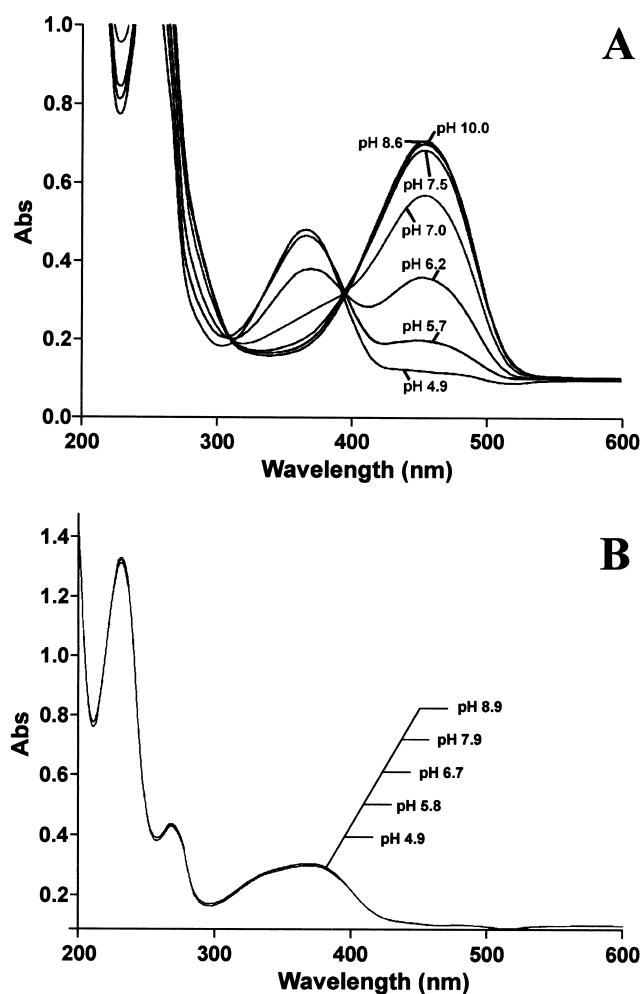 A
1.0
0.8
0.6
0.4
0.2
0.0
Abs
pH 8.6
pH 10.0
pH 7.5
pH 7.0
pH 6.2
pH 5.7
pH 4.9
200 300 400 500 600
Wavelength (nm)
B
1.4
1.2
1.0
0.8
0.6
0.4
0.2
Abs
pH 8.9
pH 7.9
pH 6.7
pH 5.8
pH 4.9
200 300 400 500 600
Wavelength (nm)